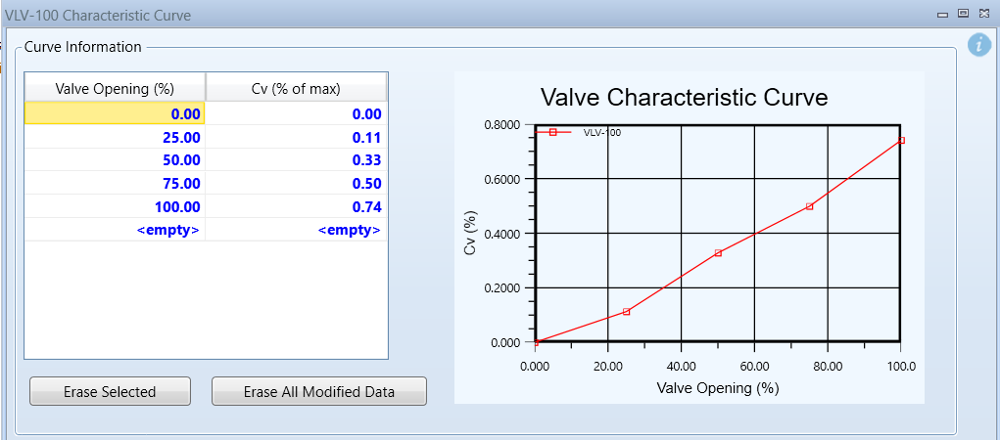 VLV-100 Characteristic Curve
Curve Information
Valve Opening (%) Cv (% of max)
0.00 0.00
25.00 0.11
50.00 0.33
75.00 0.50
100.00 0.74
<empty> <empty>
Erase Selected Erase All Modified Data
Valve Characteristic Curve
VLV-100
0.8000
0.6000
0.4000
0.2000
0.000
Cv (%)
0.000 20.00 40.00 60.00 80.00 100.0
Valve Opening (%)
i